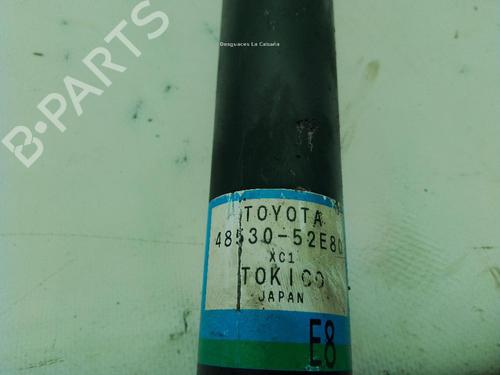 B-PARTS
Desguaces La Cabaña
TOYOTA
48530-52E80
XC1
TOKICO
JAPAN
E8